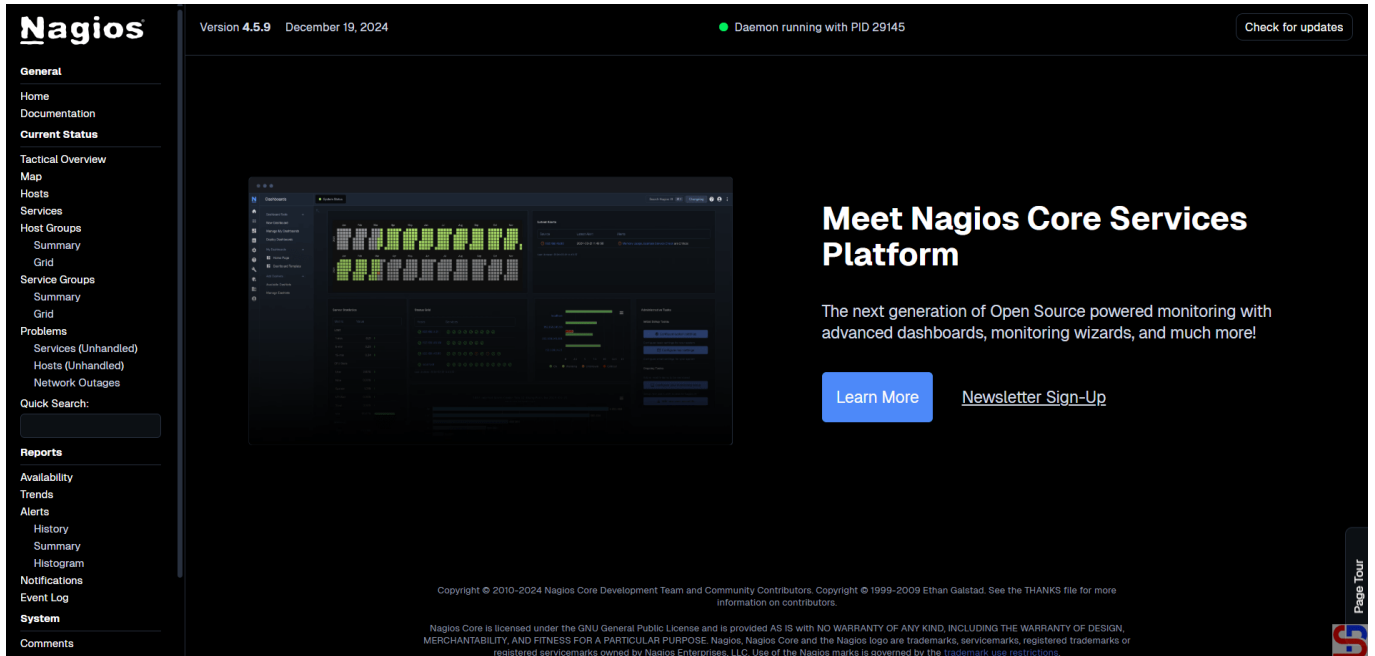 Nagios®
Version 4.5.9 December 19, 2024
Daemon running with PID 29145
Check for updates
General
Home
Documentation
Current Status
Tactical Overview
Map
Hosts
Services
Host Groups
Summary
Grid
Service Groups
Summary
Grid
Problems
Services (Unhandled)
Hosts (Unhandled)
Network Outages
Quick Search:
Reports
Availability
Trends
Alerts
History
Summary
Histogram
Notifications
Event Log
System
Comments
Dashboards
Meet Nagios Core Services
Platform
The next generation of Open Source powered monitoring with
advanced dashboards, monitoring wizards, and much more!
Learn More
Newsletter Sign-Up
Page Tour
Copyright © 2010-2024 Nagios Core Development Team and Community Contributors. Copyright © 1999-2009 Ethan Galstad. See the THANKS file for more
information on contributors.
Nagios Core is licensed under the GNU General Public License and is provided AS IS with NO WARRANTY OF ANY KIND, INCLUDING THE WARRANTY OF DESIGN,
MERCHANTABILITY, AND FITNESS FOR A PARTICULAR PURPOSE. Nagios, Nagios Core and the Nagios logo are trademarks, servicemarks, registered trademarks or
registered servicemarks owned by Nagios Enterprises, LLC. Use of the Nagios marks is governed by the trademark use restrictions.